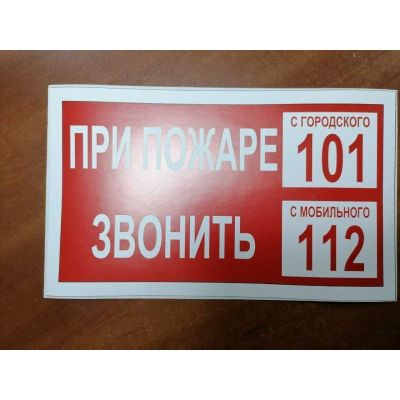 ПРИ ПОЖАРЕ
ЗВОНИТЬ
С ГОРОДСКОГО
101
С МОБИЛЬНОГО
112